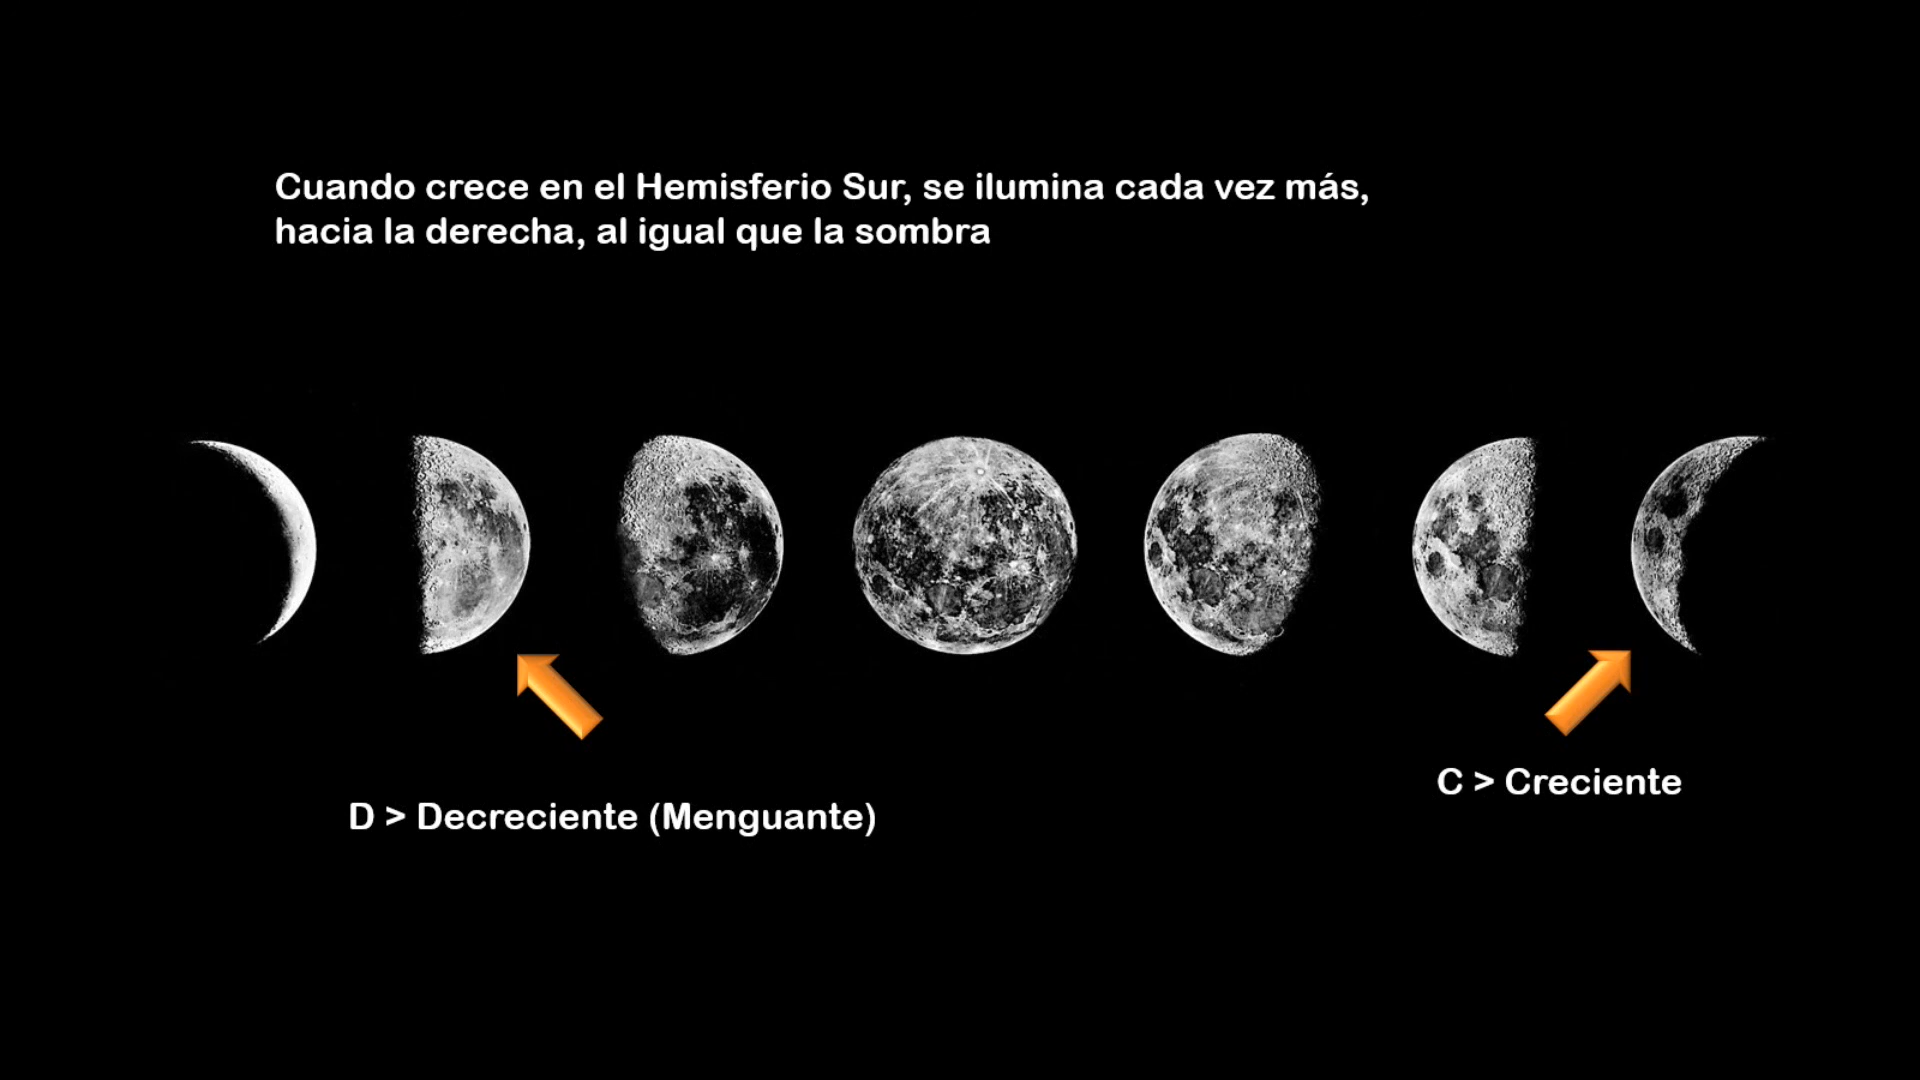 Cuando crece en el Hemisferio Sur, se ilumina cada vez más,
hacia la derecha, al igual que la sombra
C > Creciente
D > Decreciente (Menguante)